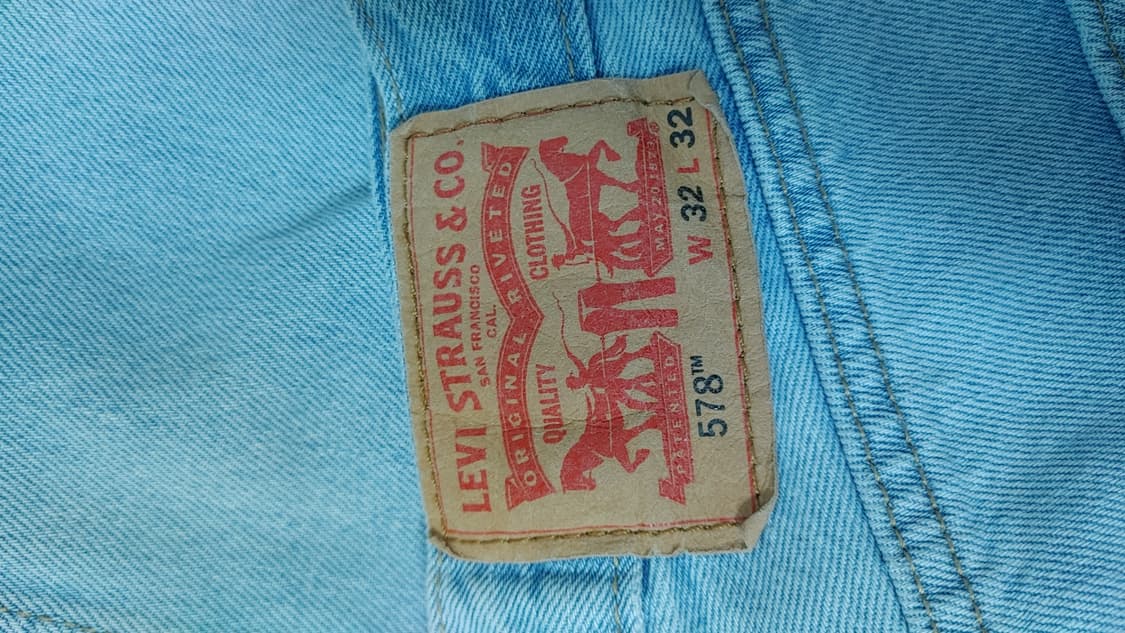 LEVI STRAUSS & CO.
SAN FRANCISCO
CAL.
ORIGINAL RIVETED
QUALITY CLOTHING
PATENTED MAY 20 1873
578™ W 32 L 32